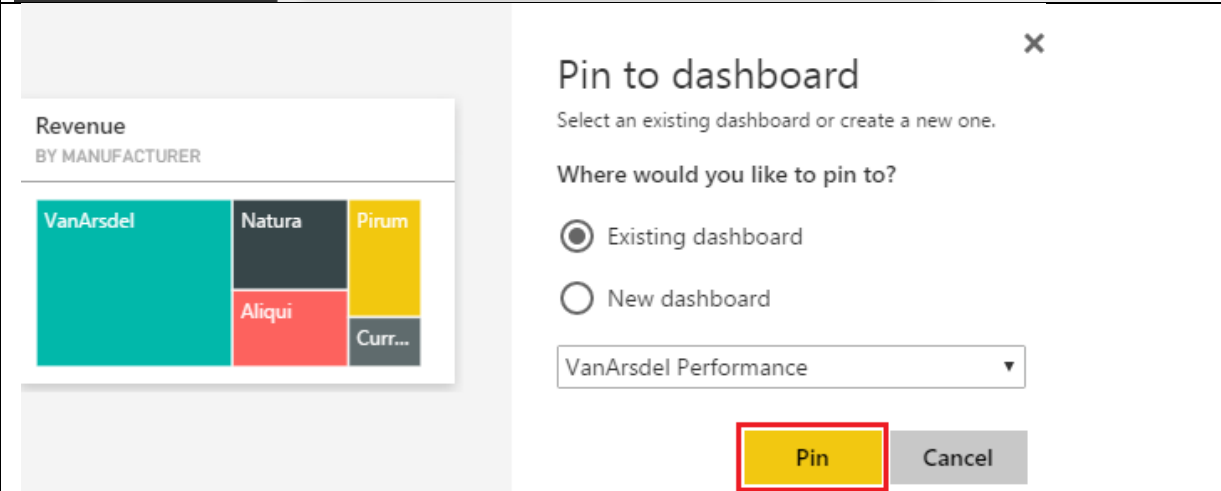 Revenue
BY MANUFACTURER
VanArsdel
Natura
Pirum
Aliqui
Curr...
Pin to dashboard
Select an existing dashboard or create a new one.
Where would you like to pin to?
Existing dashboard
New dashboard
VanArsdel Performance
Pin
Cancel